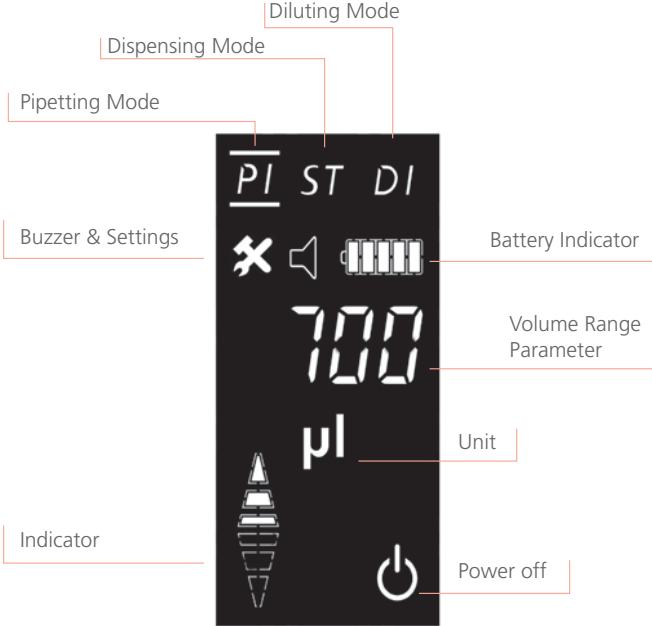 Diluting Mode
Dispensing Mode
Pipetting Mode
PI ST DI
Buzzer & Settings
Battery Indicator
700
Volume Range
Parameter
µl
Unit
Indicator
Power off